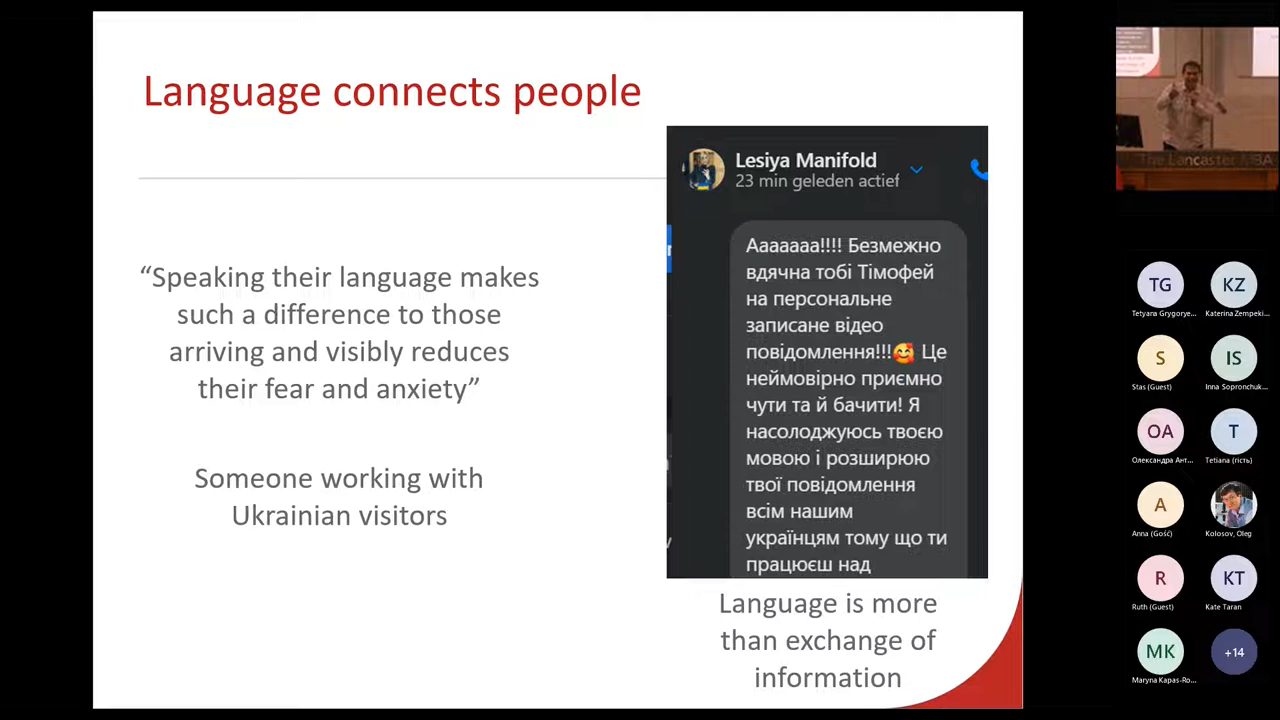 Language connects people
“Speaking their language makes
such a difference to those
arriving and visibly reduces
their fear and anxiety”
Someone working with
Ukrainian visitors
Lesiya Manifold
23 min geleden actief
Ааааааа!!!! Безмежно
вдячна тобі Тімофей
на персональне
записане відео
повідомлення!!!🥰 Це
неймовірно приємно
чути та й бачити! Я
насолоджуюсь твоєю
мовою і розширюю
твої повідомлення
всім нашим
українцям тому що ти
працюєш над
Language is more
than exchange of
information
The Lancaster MBA
TG
KZ
Tetyana Grygorye...
Katerina Zempeki...
S
IS
Stas (Guest)
Inna Sopronchuk...
OA
T
Олександра Ант...
Tetiana (гість)
A
Anna (Gość)
Kolosov, Oleg
R
KT
Ruth (Guest)
Kate Taran
MK
+14
Maryna Kapas-Ro...